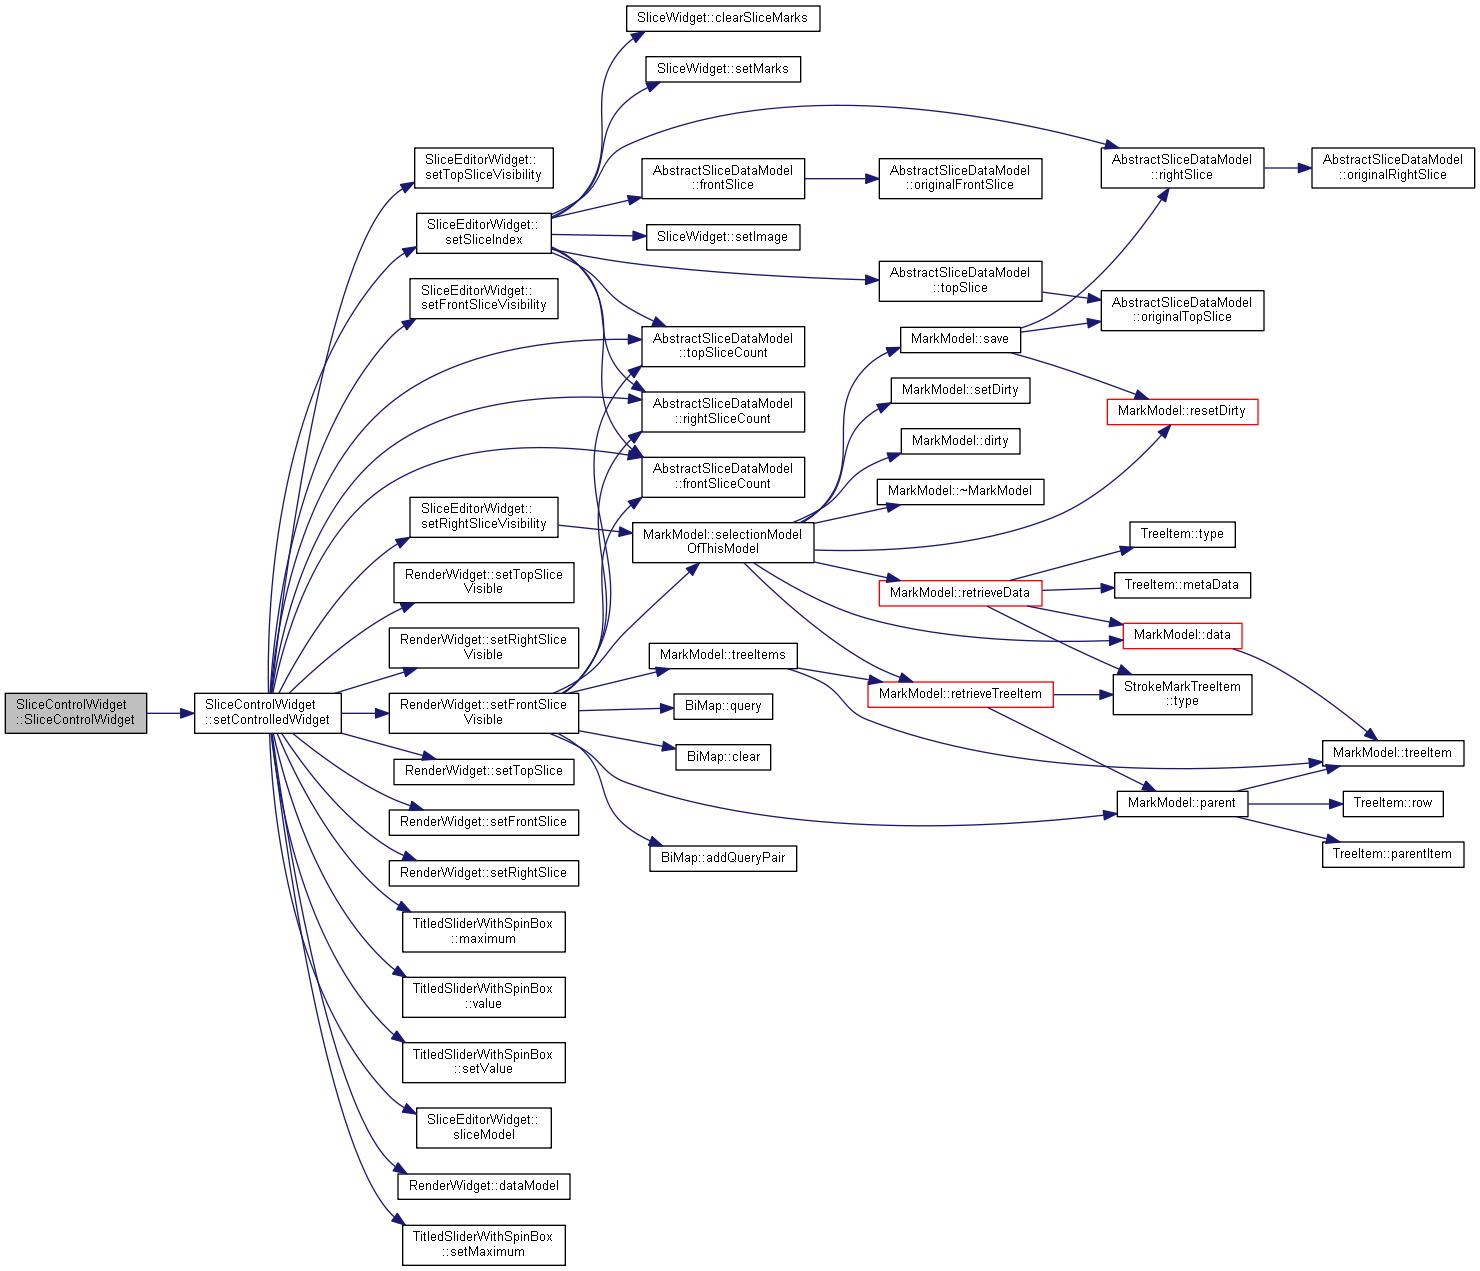 SliceWidget::clearSliceMarks
SliceWidget::setMarks
SliceEditorWidget::
setTopSliceVisibility
AbstractSliceDataModel
::frontSlice
AbstractSliceDataModel
::originalFrontSlice
AbstractSliceDataModel
::rightSlice
AbstractSliceDataModel
::originalRightSlice
SliceEditorWidget::
setSliceIndex
SliceWidget::setImage
SliceEditorWidget::
setFrontSliceVisibility
AbstractSliceDataModel
::topSlice
AbstractSliceDataModel
::originalTopSlice
AbstractSliceDataModel
::topSliceCount
MarkModel::save
AbstractSliceDataModel
::rightSliceCount
MarkModel::setDirty
MarkModel::resetDirty
MarkModel::dirty
AbstractSliceDataModel
::frontSliceCount
MarkModel::~MarkModel
SliceEditorWidget::
setRightSliceVisibility
MarkModel::selectionModel
OfThisModel
TreeItem::type
RenderWidget::setTopSlice
Visible
MarkModel::retrieveData
TreeItem::metaData
RenderWidget::setRightSlice
Visible
MarkModel::treeItems
MarkModel::data
MarkModel::retrieveTreeItem
StrokeMarkTreeItem
::type
SliceControlWidget
::SliceControlWidget
SliceControlWidget
::setControlledWidget
RenderWidget::setFrontSlice
Visible
BiMap::query
BiMap::clear
MarkModel::treeItem
RenderWidget::setTopSlice
MarkModel::parent
TreeItem::row
RenderWidget::setFrontSlice
BiMap::addQueryPair
TreeItem::parentItem
RenderWidget::setRightSlice
TitledSliderWithSpinBox
::maximum
TitledSliderWithSpinBox
::value
TitledSliderWithSpinBox
::setValue
SliceEditorWidget::
sliceModel
RenderWidget::dataModel
TitledSliderWithSpinBox
::setMaximum